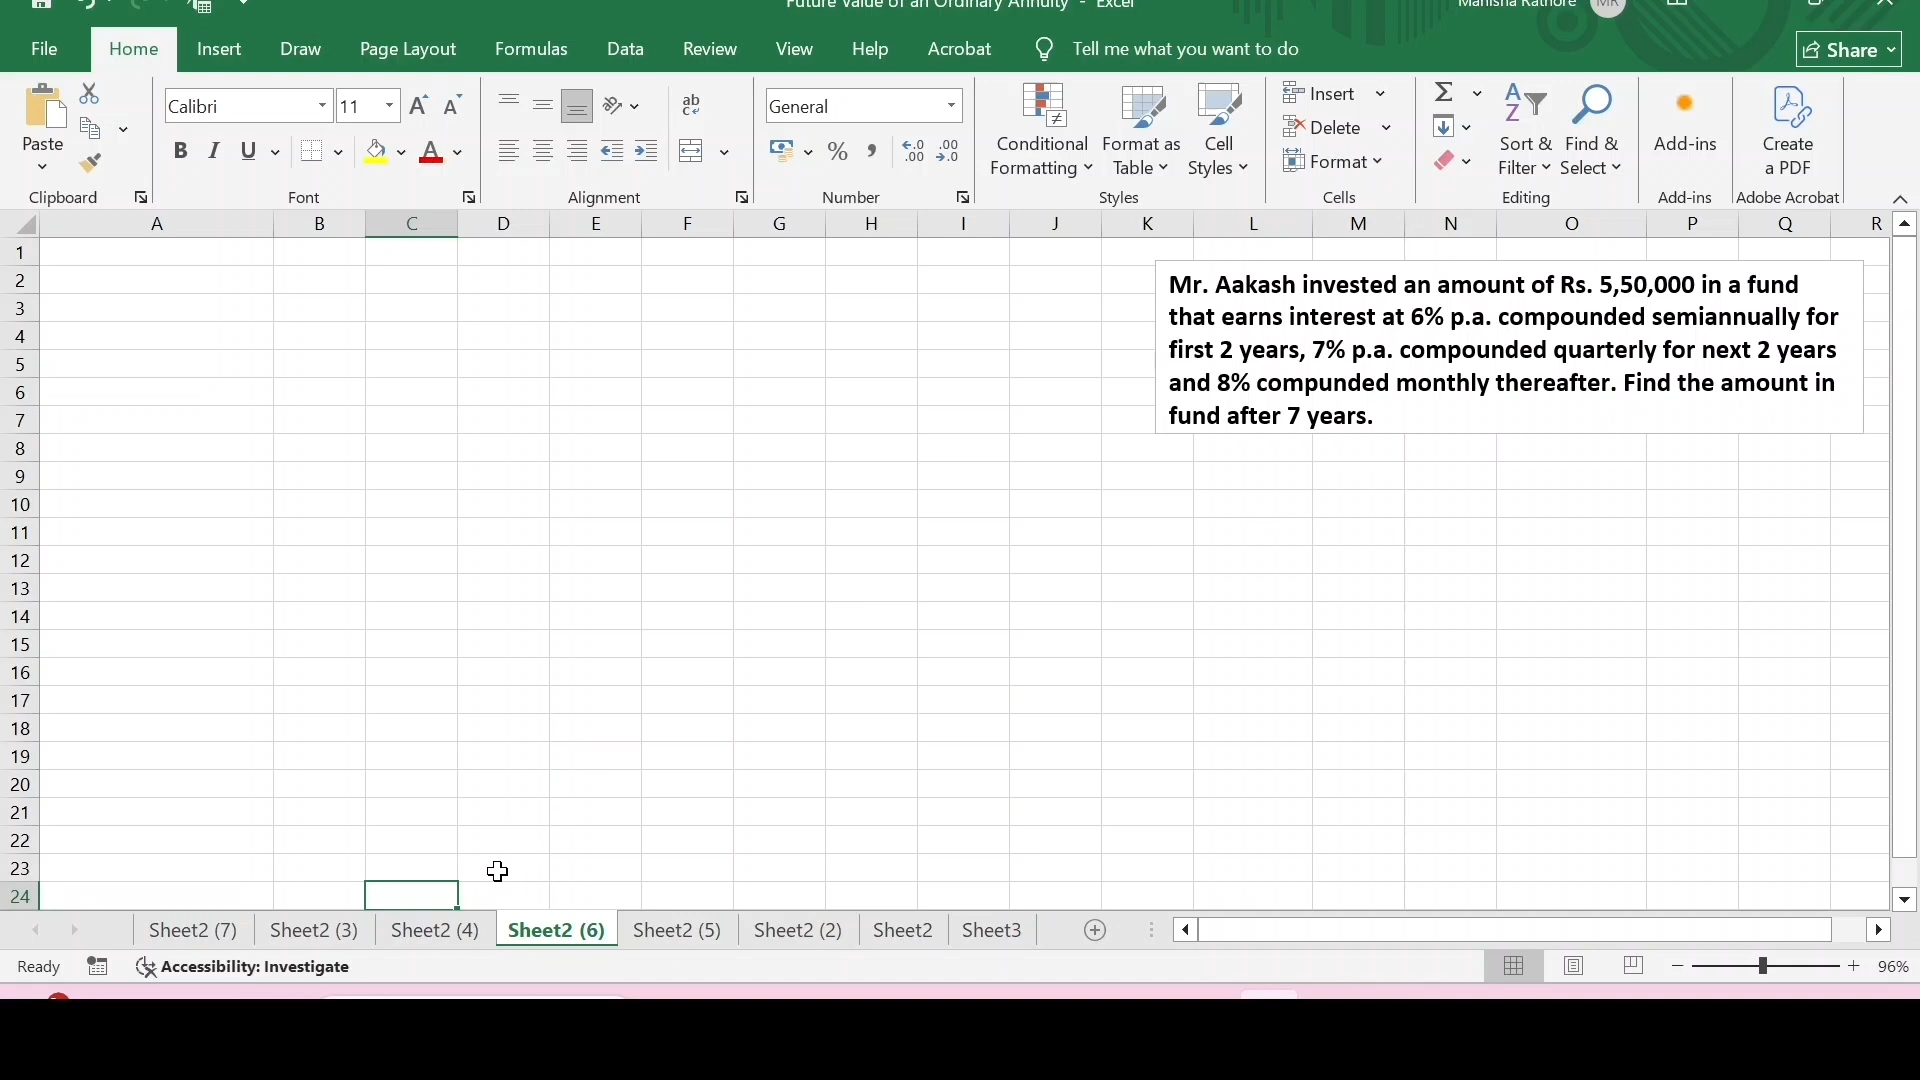 Future Value of an Ordinary Annuity - Excel
Manisha Rathore
MR
File Home Insert Draw Page Layout Formulas Data Review View Help Acrobat Tell me what you want to do Share
Paste
Calibri 11
B I U A
ab
c
General
% ,
Conditional Formatting
Format as Table
Cell Styles
Insert
Delete
Format
Sort & Filter
Find & Select
Add-ins
Create a PDF
Clipboard Font Alignment Number Styles Cells Editing Add-ins Adobe Acrobat
A B C D E F G H I J K L M N O P Q R
1
2
3
4
5
6
7
8
9
10
11
12
13
14
15
16
17
18
19
20
21
22
23
24
Mr. Aakash invested an amount of Rs. 5,50,000 in a fund
that earns interest at 6% p.a. compounded semiannually for
first 2 years, 7% p.a. compounded quarterly for next 2 years
and 8% compunded monthly thereafter. Find the amount in
fund after 7 years.
Sheet2 (7) Sheet2 (3) Sheet2 (4) Sheet2 (6) Sheet2 (5) Sheet2 (2) Sheet2 Sheet3
Ready Accessibility: Investigate 96%